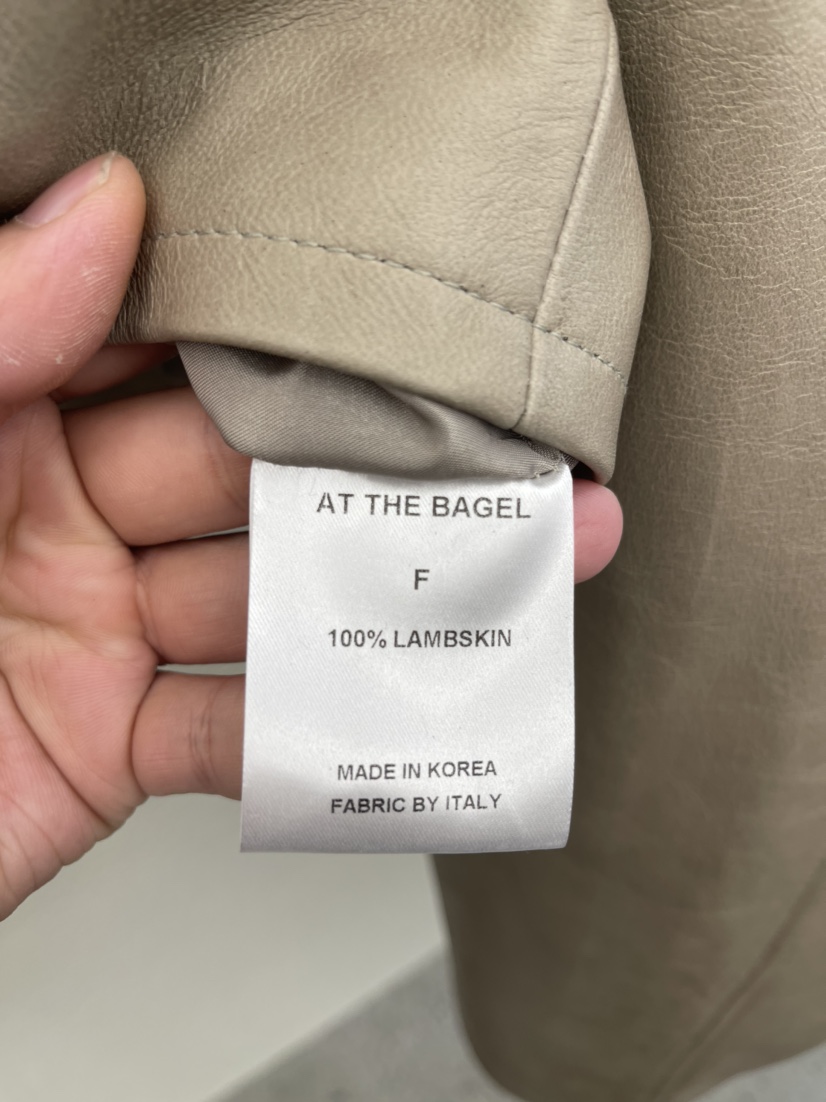 AT THE BAGEL
F
100% LAMBSKIN
MADE IN KOREA
FABRIC BY ITALY